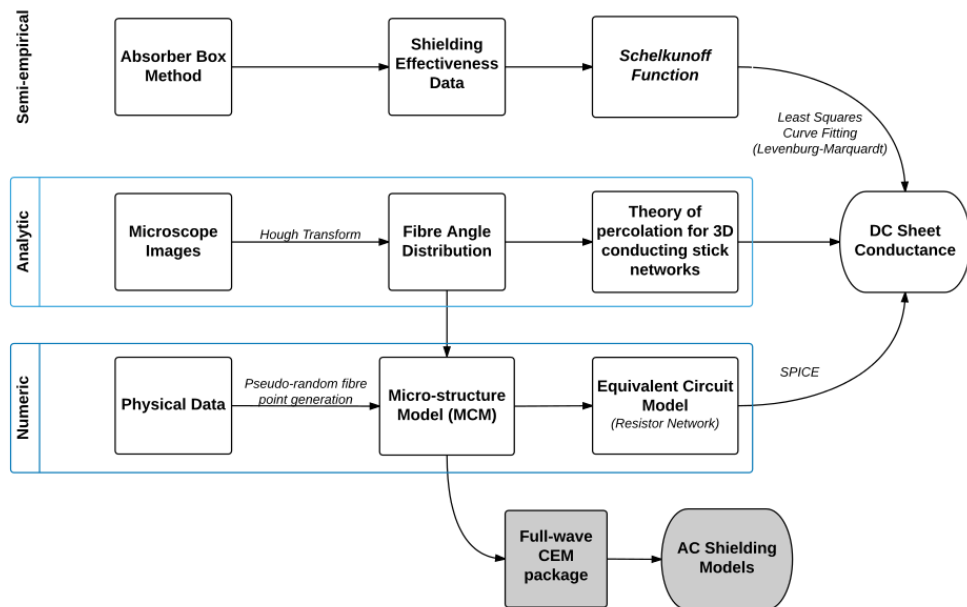 Semi-empirical
Absorber Box
Method
Shielding
Effectiveness
Data
Schelkunoff
Function
Least Squares
Curve Fitting
(Levenburg-Marquardt)
Analytic
Microscope
Images
Hough Transform
Fibre Angle
Distribution
Theory of
percolation for 3D
conducting stick
networks
DC Sheet
Conductance
Numeric
Physical Data
Pseudo-random fibre
point generation
Micro-structure
Model (MCM)
Equivalent Circuit
Model
(Resistor Network)
SPICE
Full-wave
CEM
package
AC Shielding
Models